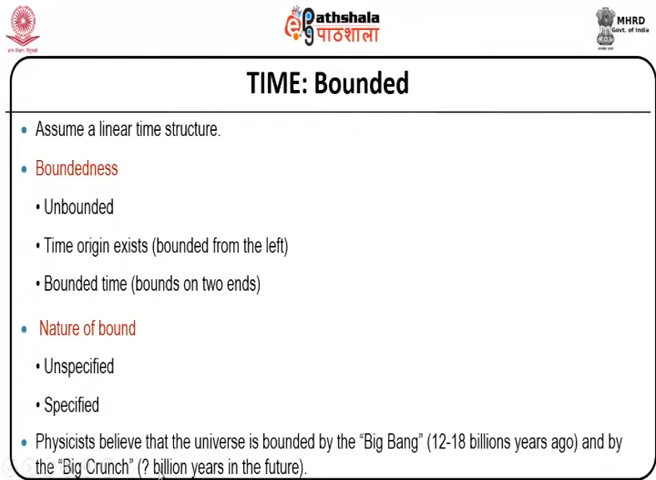 Pathshala
पाठशाला
MHRD
Govt. of India
TIME: Bounded
• Assume a linear time structure.
• Boundedness
• Unbounded
• Time origin exists (bounded from the left)
• Bounded time (bounds on two ends)
• Nature of bound
• Unspecified
• Specified
• Physicists believe that the universe is bounded by the “Big Bang” (12-18 billions years ago) and by
the “Big Crunch” (? billion years in the future).